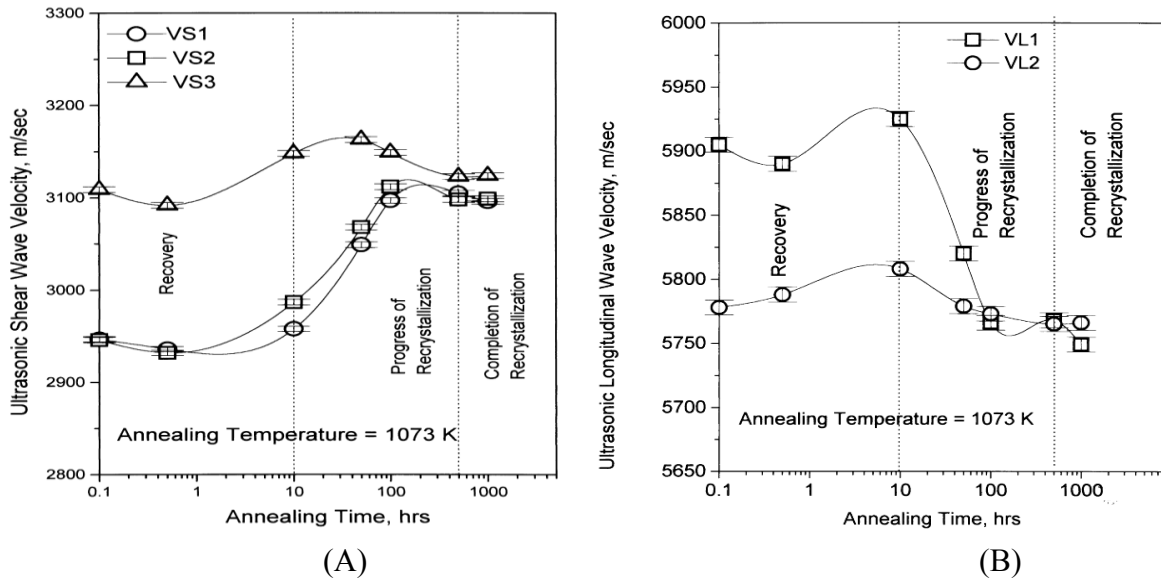 3300
3200
3100
3000
2900
2800
Ultrasonic Shear Wave Velocity, m/sec
VS1
VS2
VS3
Recovery
Progress of
Recrystallization
Completion of
Recrystallization
Annealing Temperature = 1073 K
0.1
1
10
100
1000
Annealing Time, hrs
(A)
6000
5950
5900
5850
5800
5750
5700
5650
Ultrasonic Longitudinal Wave Velocity, m/sec
VL1
VL2
Recovery
Progress of
Recrystallization
Completion of
Recrystallization
Annealing Temperature = 1073 K
0.1
1
10
100
1000
Annealing Time, hrs
(B)